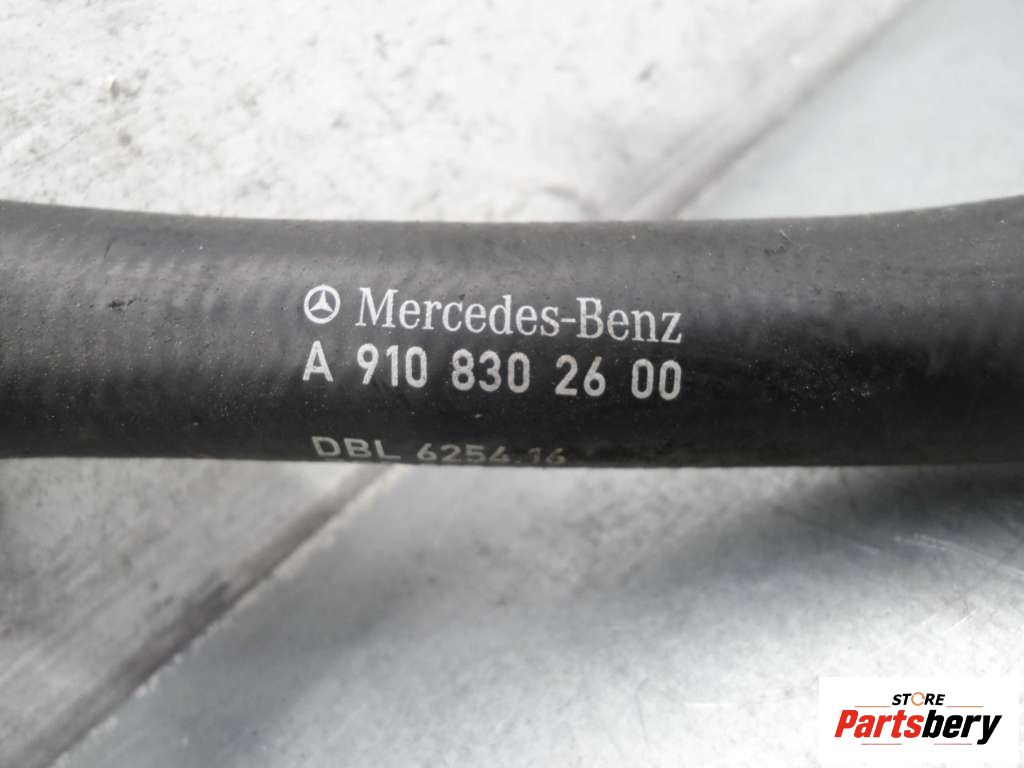 Mercedes-Benz
A 910 830 26 00
DBL 6254.16
STORE
Partsbery